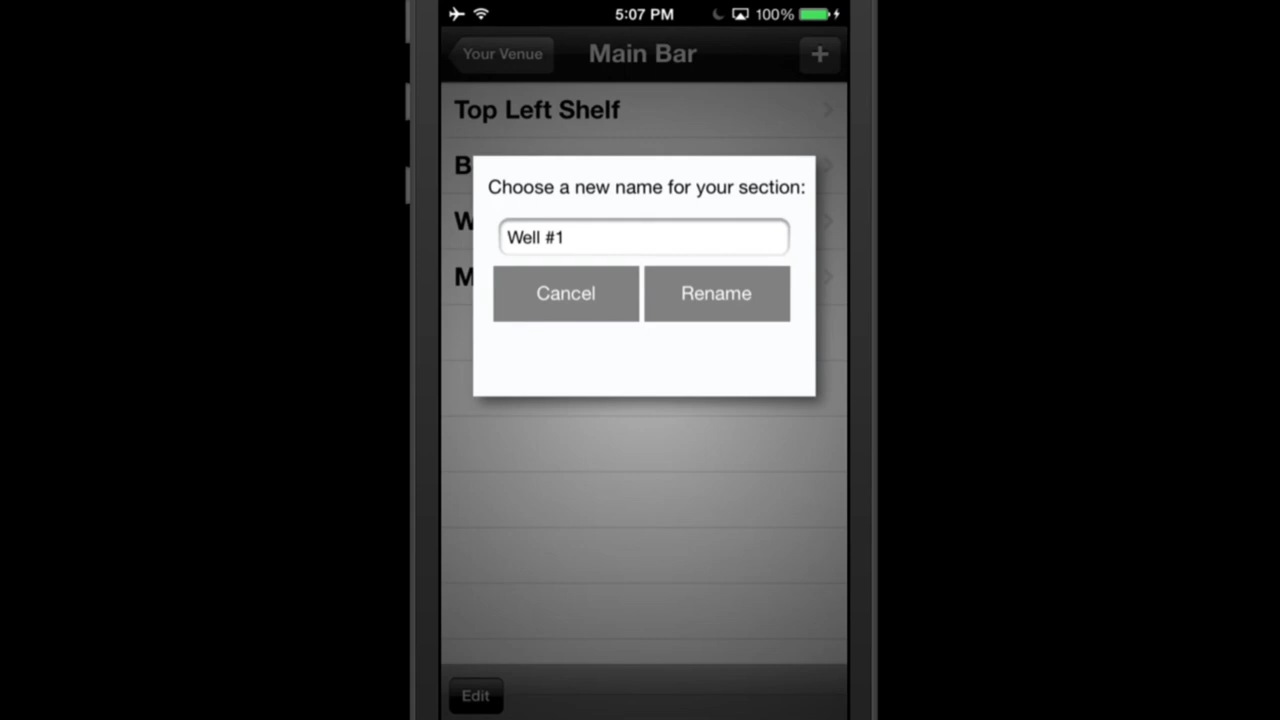 5:07 PM 100%
Your Venue Main Bar +
Top Left Shelf
B
W
M
Choose a new name for your section:
Well #1
Cancel Rename
Edit